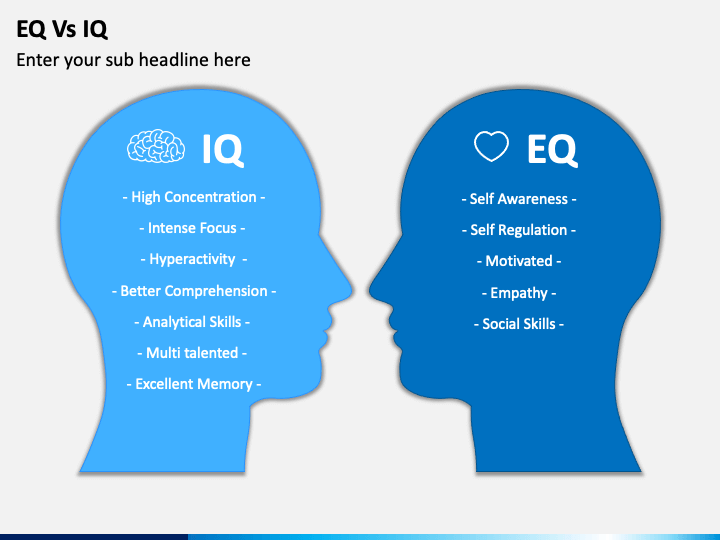 EQ Vs IQ
Enter your sub headline here
IQ
- High Concentration -
- Intense Focus -
- Hyperactivity  -
- Better Comprehension -
- Analytical Skills -
- Multi talented -
- Excellent Memory -
EQ
- Self Awareness -
- Self Regulation -
- Motivated -
- Empathy -
- Social Skills -